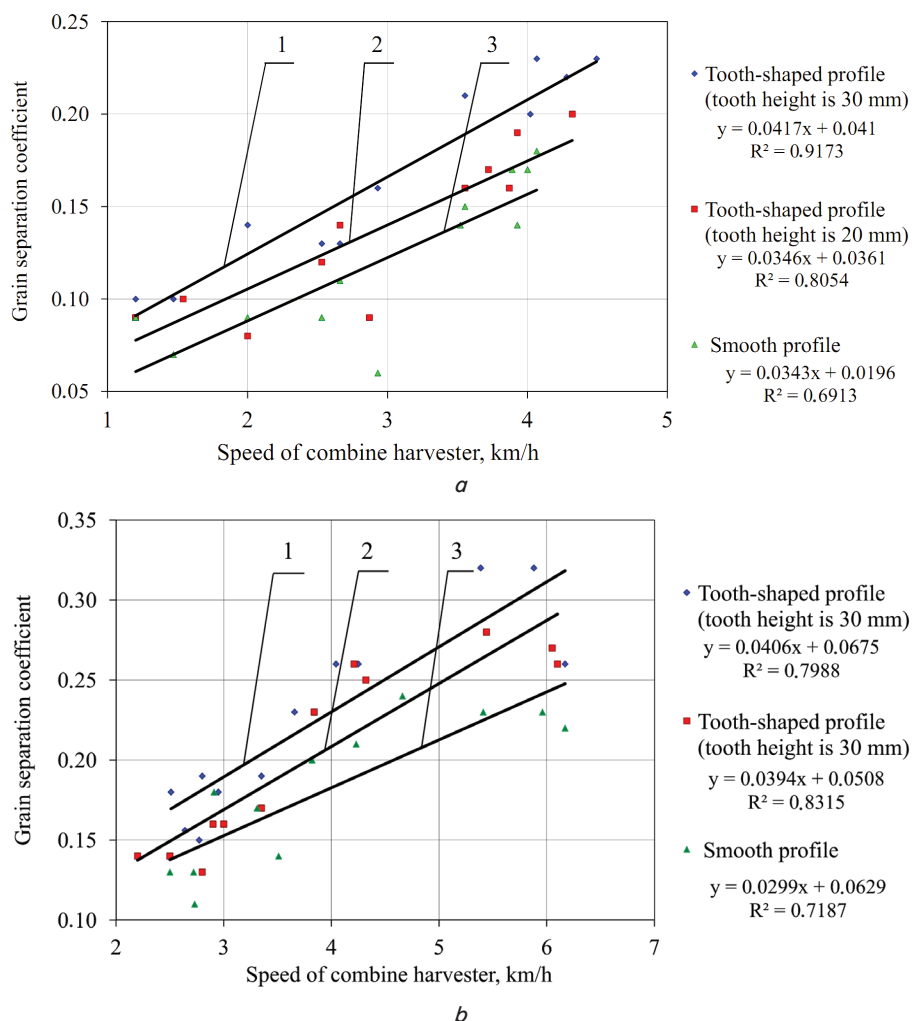 0.25
0.20
0.15
0.10
0.05
Grain separation coefficient
1 2 3
1 2 3 4 5
Speed of combine harvester, km/h
Tooth-shaped profile
(tooth height is 30 mm)
y = 0.0417x + 0.041
R² = 0.9173
Tooth-shaped profile
(tooth height is 20 mm)
y = 0.0346x + 0.0361
R² = 0.8054
Smooth profile
y = 0.0343x + 0.0196
R² = 0.6913
a
0.35
0.30
0.25
0.20
0.15
0.10
Grain separation coefficient
1 2 3
2 3 4 5 6 7
Speed of combine harvester, km/h
Tooth-shaped profile
(tooth height is 30 mm)
y = 0.0406x + 0.0675
R² = 0.7988
Tooth-shaped profile
(tooth height is 30 mm)
y = 0.0394x + 0.0508
R² = 0.8315
Smooth profile
y = 0.0299x + 0.0629
R² = 0.7187
b